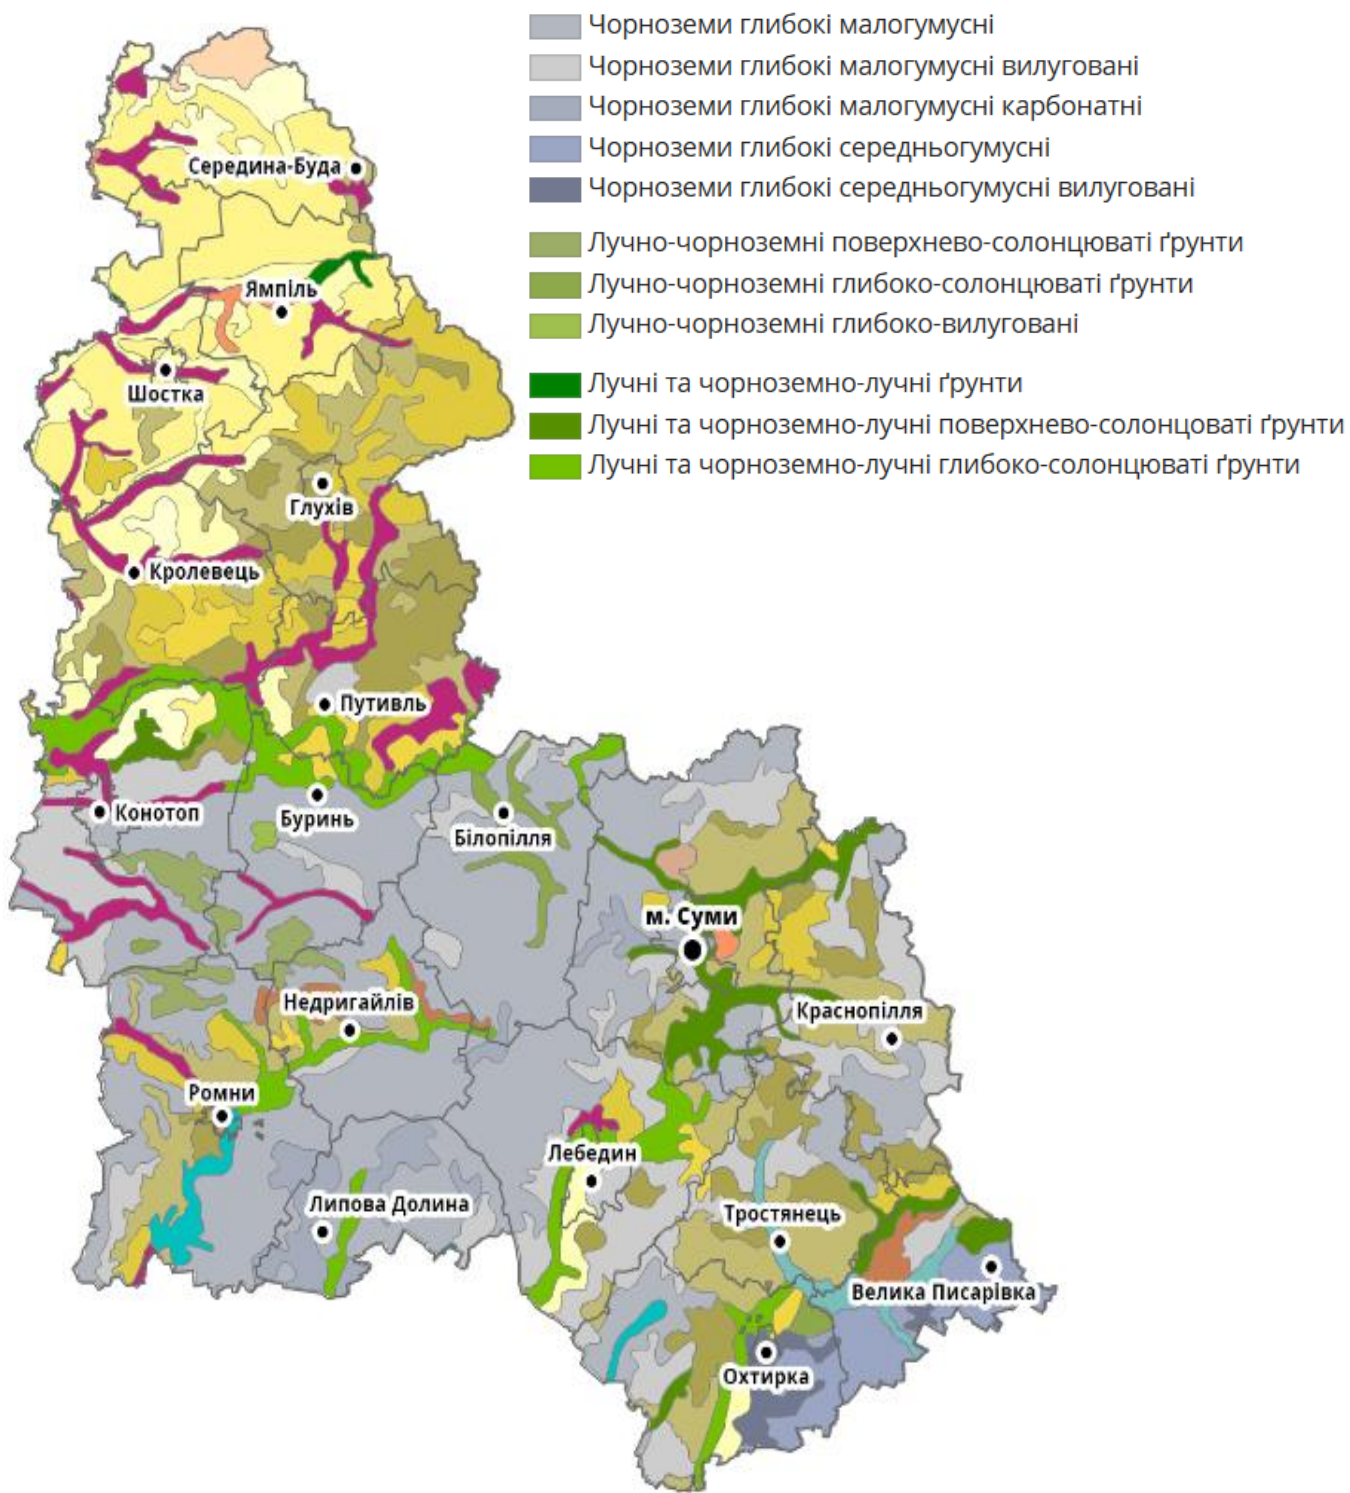 Чорноземи глибокі малогумусні
Чорноземи глибокі малогумусні вилуговані
Чорноземи глибокі малогумусні карбонатні
Чорноземи глибокі середньогумусні
Чорноземи глибокі середньогумусні вилуговані
Лучно-чорноземні поверхнево-солонцюваті ґрунти
Лучно-чорноземні глибоко-солонцюваті ґрунти
Лучно-чорноземні глибоко-вилуговані
Лучні та чорноземно-лучні ґрунти
Лучні та чорноземно-лучні поверхнево-солонцоваті ґрунти
Лучні та чорноземно-лучні глибоко-солонцюваті ґрунти
Середина-Буда
Ямпіль
Шостка
Глухів
Кролевець
Путивль
Конотоп
Буринь
Білопілля
м. Суми
Недригайлів
Краснопілля
Ромни
Лебедин
Липова Долина
Тростянець
Велика Писарівка
Охтирка